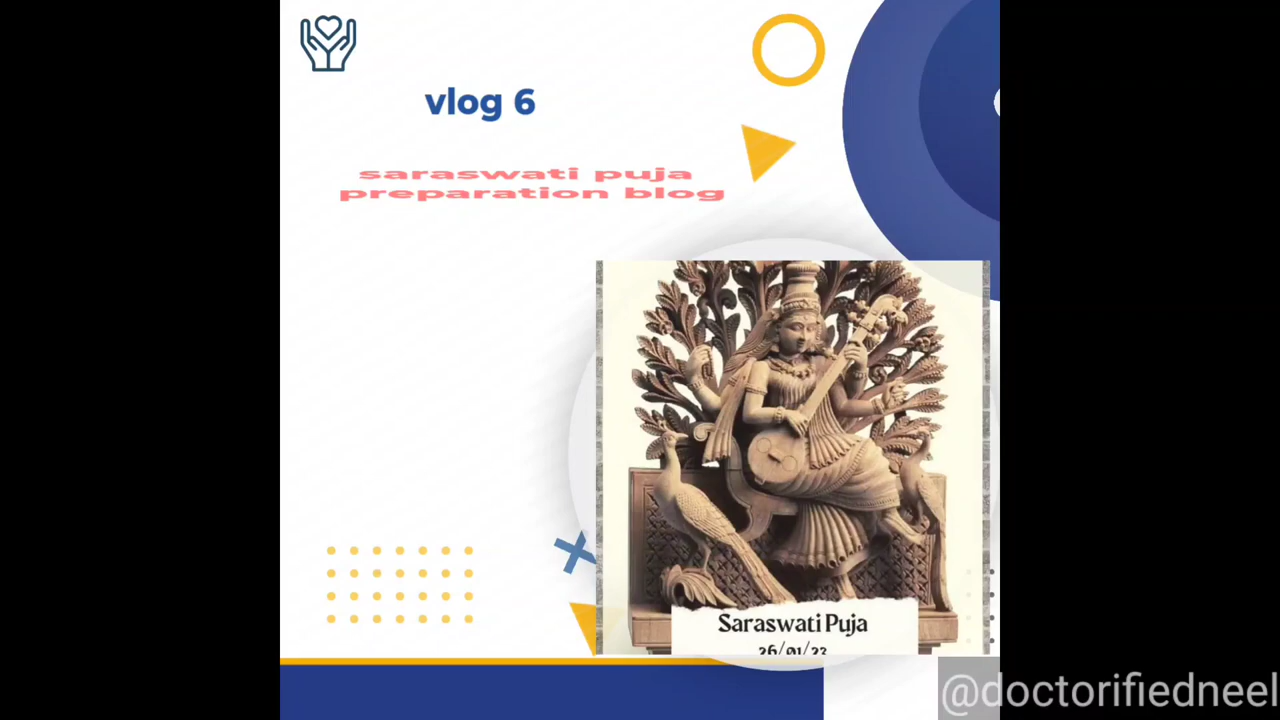 vlog 6
saraswati puja
preparation blog
Saraswati Puja
26/01/23
@doctorifiedneel